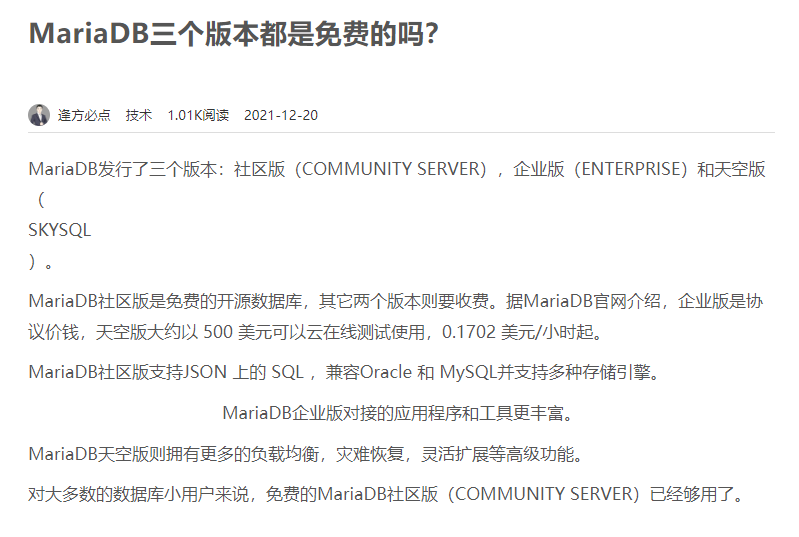 MariaDB三个版本都是免费的吗?
逢方必点 技术 1.01K阅读 2021-12-20
MariaDB发行了三个版本：社区版（COMMUNITY SERVER），企业版（ENTERPRISE）和天空版
（
SKYSQL
）。
MariaDB社区版是免费的开源数据库，其它两个版本则要收费。据MariaDB官网介绍，企业版是协
议价钱，天空版大约以 500 美元可以云在线测试使用，0.1702 美元/小时起。
MariaDB社区版支持JSON 上的 SQL ，兼容Oracle 和 MySQL并支持多种存储引擎。
MariaDB企业版对接的应用程序和工具更丰富。
MariaDB天空版则拥有更多的负载均衡，灾难恢复，灵活扩展等高级功能。
对大多数的数据库小用户来说，免费的MariaDB社区版（COMMUNITY SERVER）已经够用了。